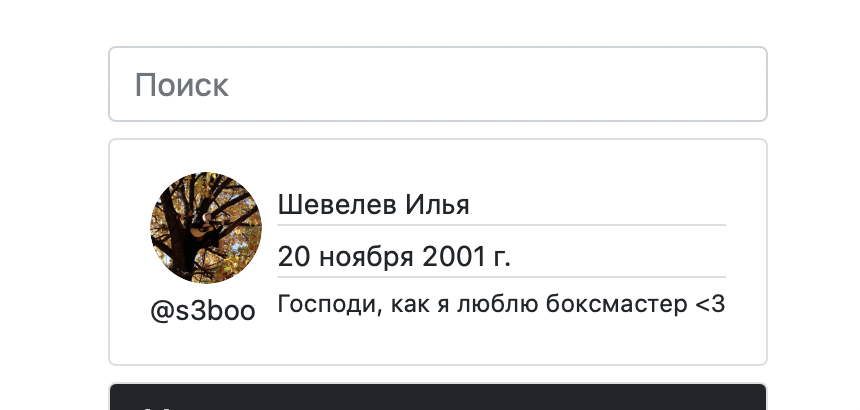 Поиск
Шевелев Илья
20 ноября 2001 г.
Господи, как я люблю боксмастер <3
@s3boo